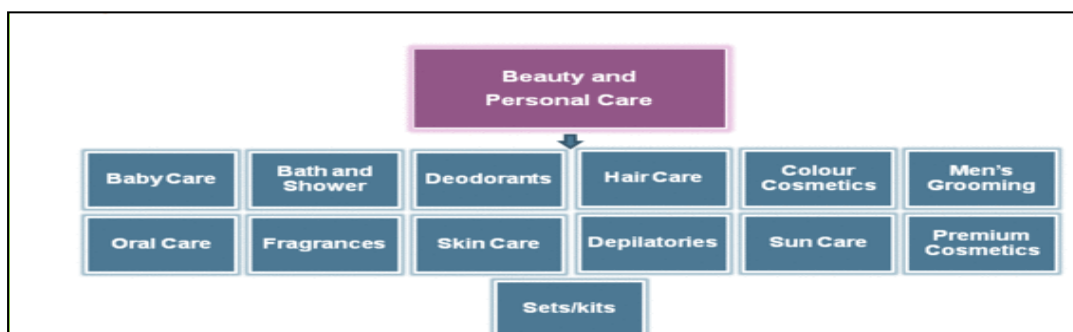 Beauty and
Personal Care
Baby Care
Bath and
Shower
Deodorants
Hair Care
Colour
Cosmetics
Men's
Grooming
Oral Care
Fragrances
Skin Care
Depilatories
Sun Care
Premium
Cosmetics
Sets/kits